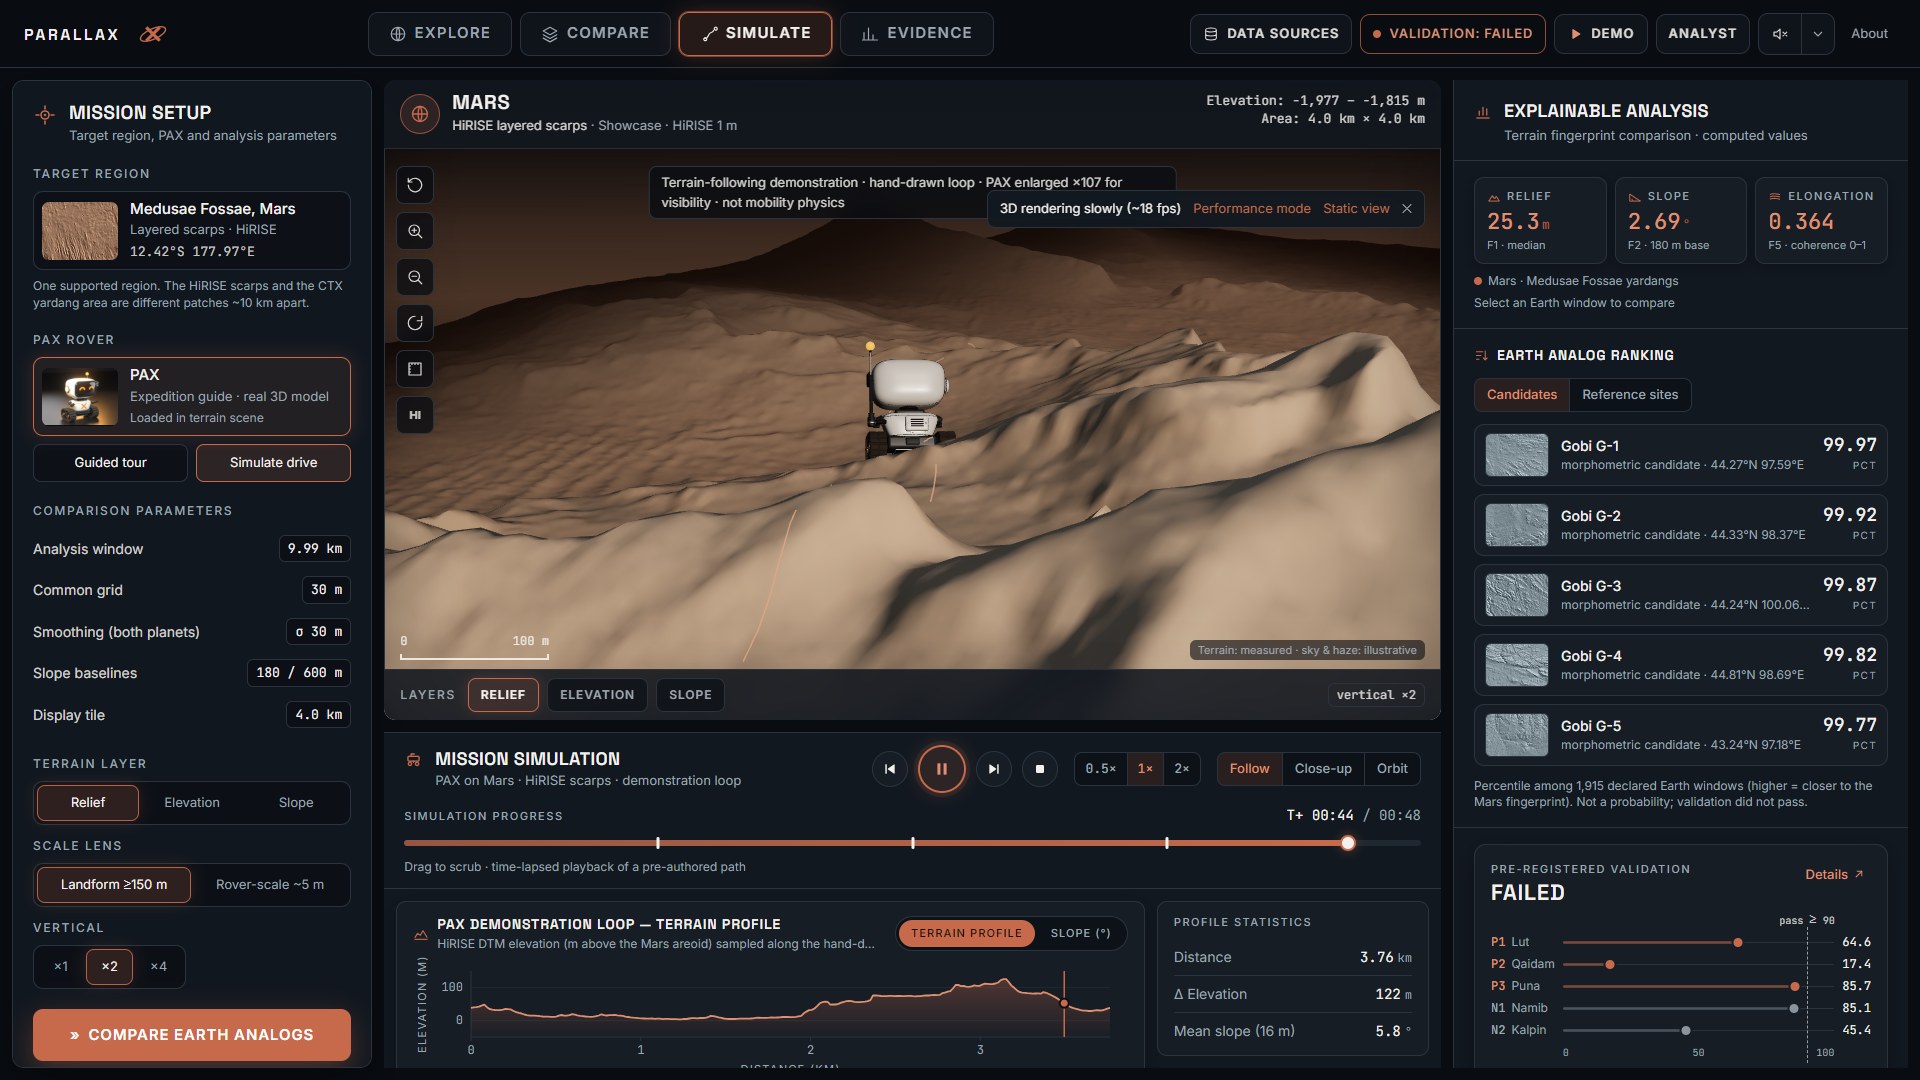 PARALLAX
EXPLORE
COMPARE
SIMULATE
EVIDENCE
DATA SOURCES
VALIDATION: FAILED
DEMO
ANALYST
About
MISSION SETUP
Target region, PAX and analysis parameters
TARGET REGION
Medusae Fossae, Mars
Layered scarps · HiRISE
12.42°S 177.97°E
One supported region. The HiRISE scarps and the CTX
yardang area are different patches ~10 km apart.
PAX ROVER
PAX
Expedition guide · real 3D model
Loaded in terrain scene
Guided tour
Simulate drive
COMPARISON PARAMETERS
Analysis window
9.99 km
Common grid
30 m
Smoothing (both planets)
σ 30 m
Slope baselines
180 / 600 m
Display tile
4.0 km
TERRAIN LAYER
Relief
Elevation
Slope
SCALE LENS
Landform ≥150 m
Rover-scale ~5 m
VERTICAL
×1
×2
×4
» COMPARE EARTH ANALOGS
MARS
HiRISE layered scarps · Showcase · HiRISE 1 m
Elevation: -1,977 – -1,815 m
Area: 4.0 km × 4.0 km
Terrain-following demonstration · hand-drawn loop · PAX enlarged ×107 for
visibility · not mobility physics
3D rendering slowly (~18 fps)
Performance mode
Static view
HI
0
100 m
Terrain: measured · sky & haze: illustrative
LAYERS
RELIEF
ELEVATION
SLOPE
vertical ×2
MISSION SIMULATION
PAX on Mars · HiRISE scarps · demonstration loop
0.5×
1×
2×
Follow
Close-up
Orbit
SIMULATION PROGRESS
T+ 00:44 / 00:48
Drag to scrub · time-lapsed playback of a pre-authored path
PAX DEMONSTRATION LOOP — TERRAIN PROFILE
HiRISE DTM elevation (m above the Mars areoid) sampled along the hand-d...
TERRAIN PROFILE
SLOPE (°)
ELEVATION (M)
100
0
0
1
2
3
DISTANCE (KM)
PROFILE STATISTICS
Distance
3.76 km
Δ Elevation
122 m
Mean slope (16 m)
5.8 °
EXPLAINABLE ANALYSIS
Terrain fingerprint comparison · computed values
RELIEF
25.3 m
F1 · median
SLOPE
2.69 °
F2 · 180 m base
ELONGATION
0.364
F5 · coherence 0–1
Mars · Medusae Fossae yardangs
Select an Earth window to compare
EARTH ANALOG RANKING
Candidates
Reference sites
Gobi G-1
morphometric candidate · 44.27°N 97.59°E
99.97
PCT
Gobi G-2
morphometric candidate · 44.33°N 98.37°E
99.92
PCT
Gobi G-3
morphometric candidate · 44.24°N 100.06...
99.87
PCT
Gobi G-4
morphometric candidate · 44.81°N 98.69°E
99.82
PCT
Gobi G-5
morphometric candidate · 43.24°N 97.18°E
99.77
PCT
Percentile among 1,915 declared Earth windows (higher = closer to the
Mars fingerprint). Not a probability; validation did not pass.
PRE-REGISTERED VALIDATION
FAILED
Details ↗
pass ≥ 90
P1 Lut 64.6
P2 Qaidam 17.4
P3 Puna 85.7
N1 Namib 85.1
N2 Kalpin 45.4
0
50
100